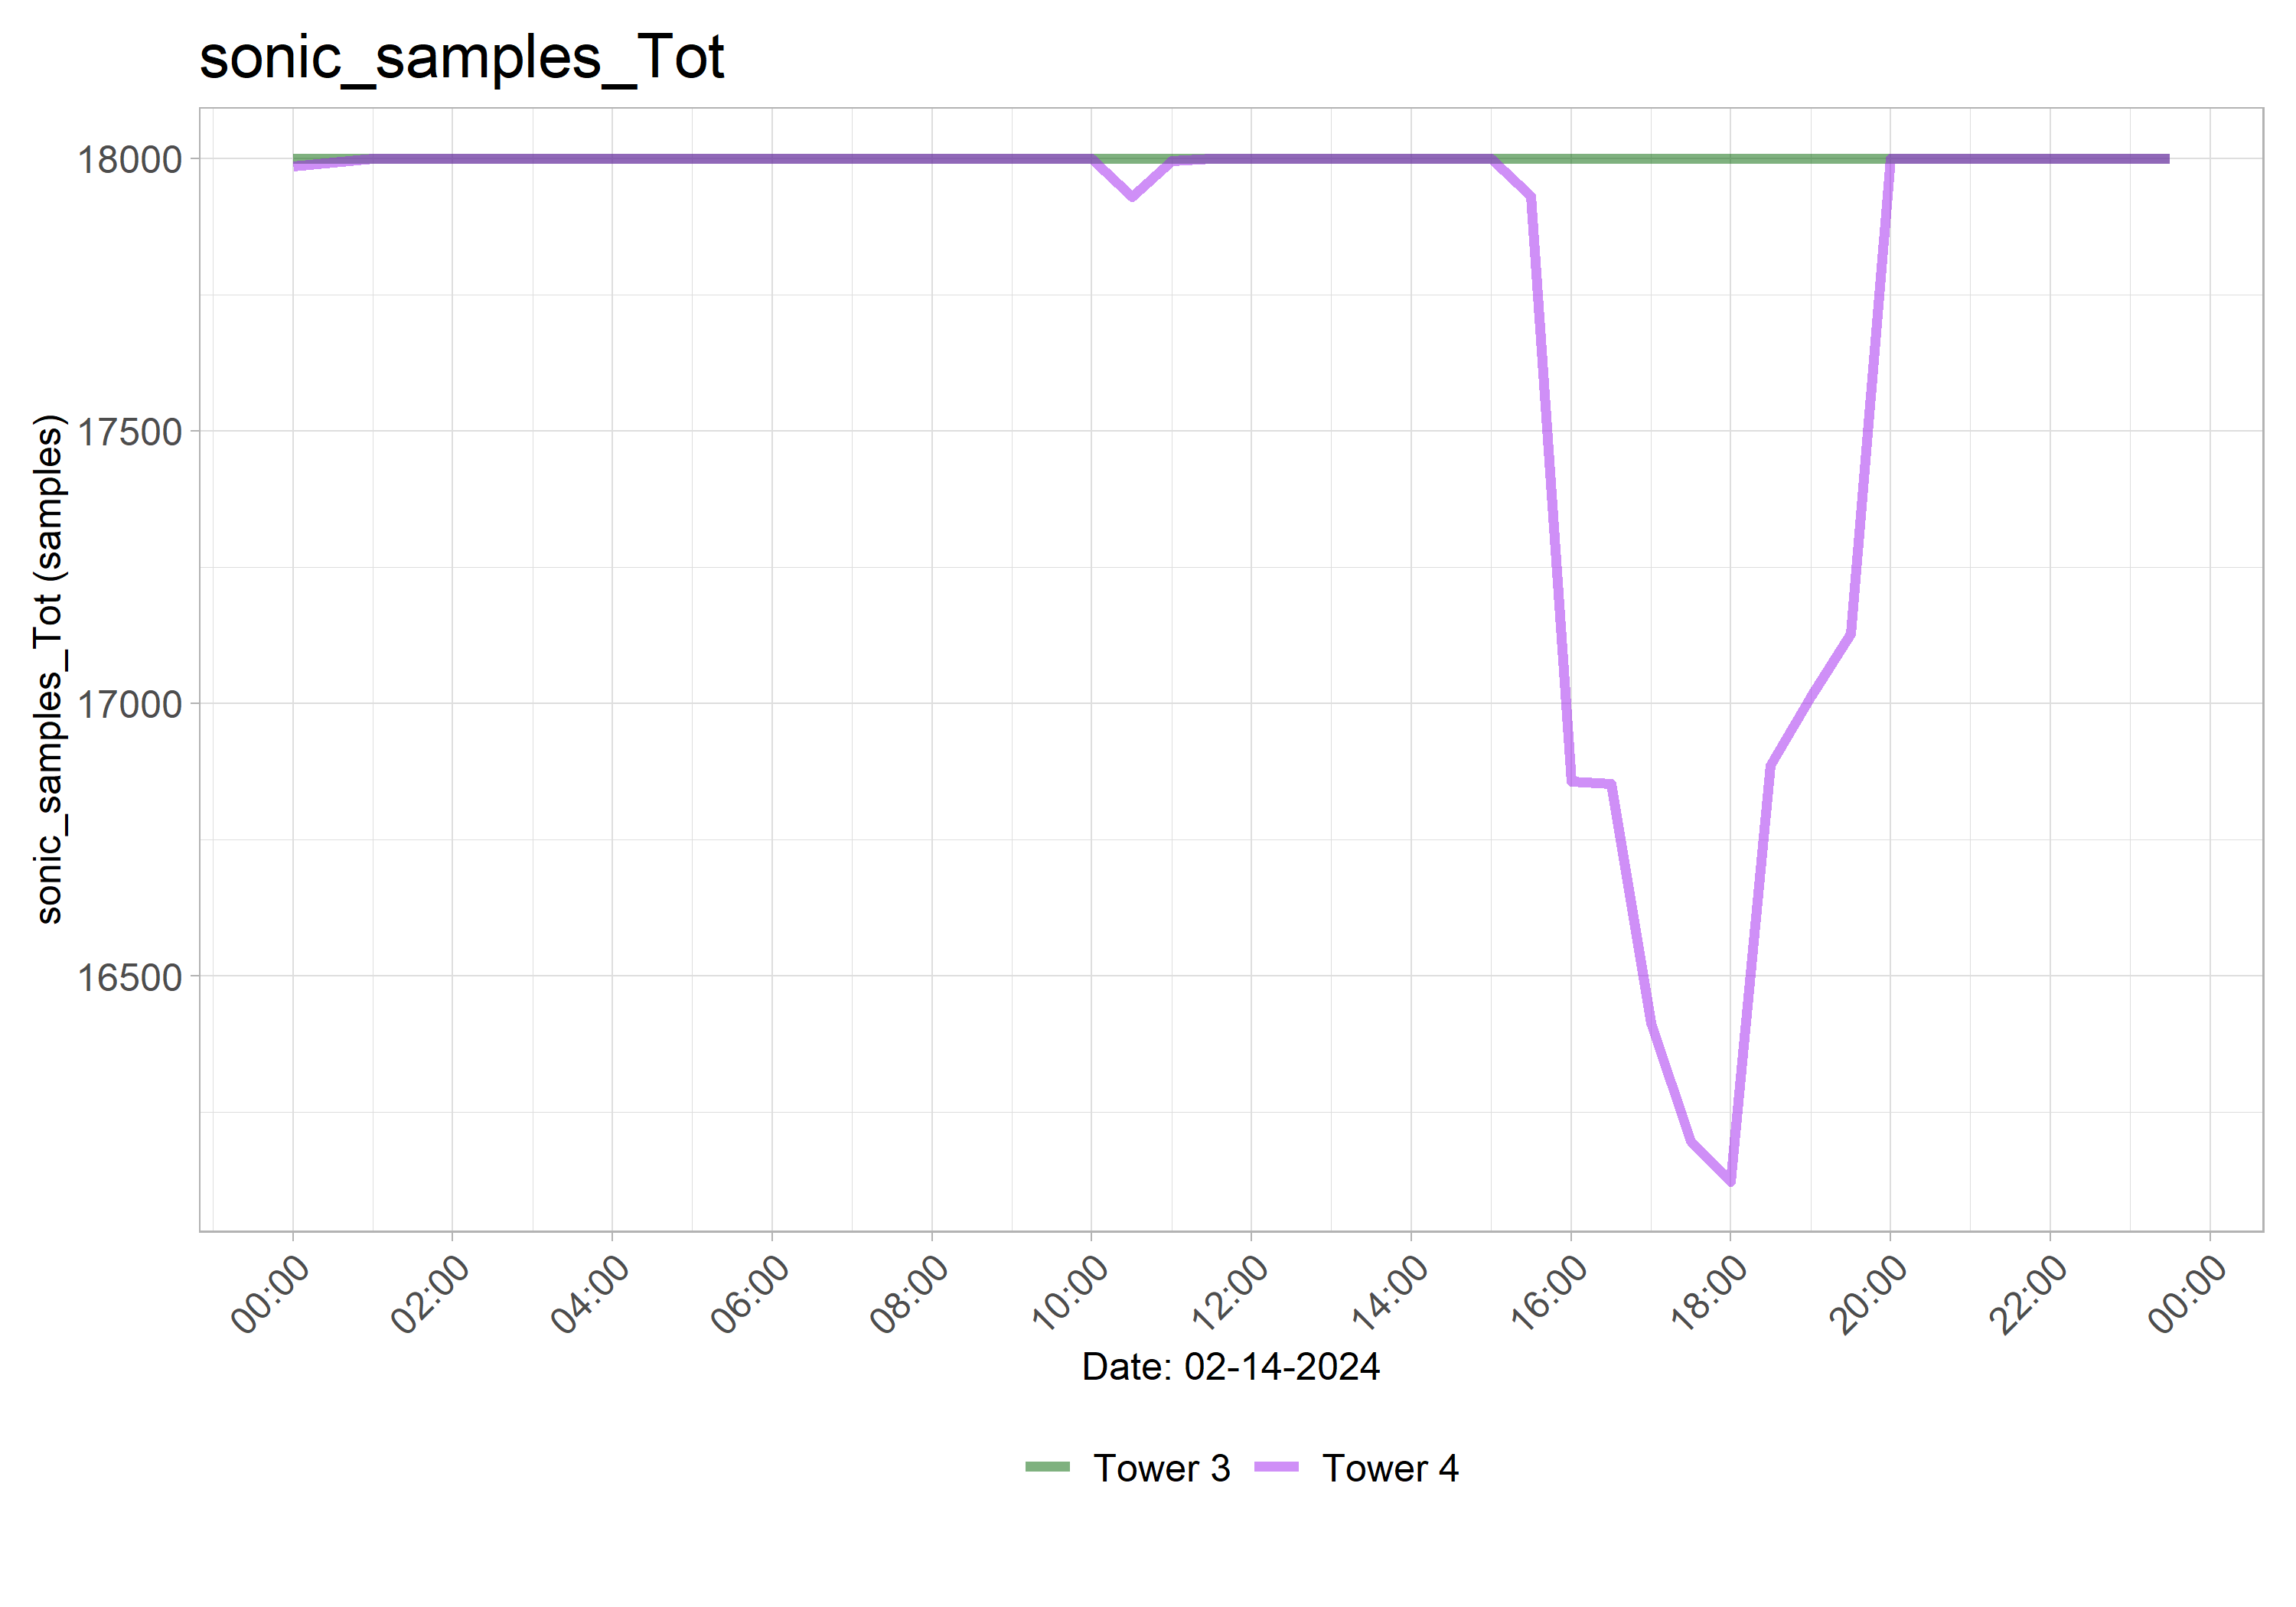 sonic_samples_Tot
sonic_samples_Tot (samples)
18000
17500
17000
16500
00:00 02:00 04:00 06:00 08:00 10:00 12:00 14:00 16:00 18:00 20:00 22:00 00:00
Date: 02-14-2024
Tower 3 Tower 4